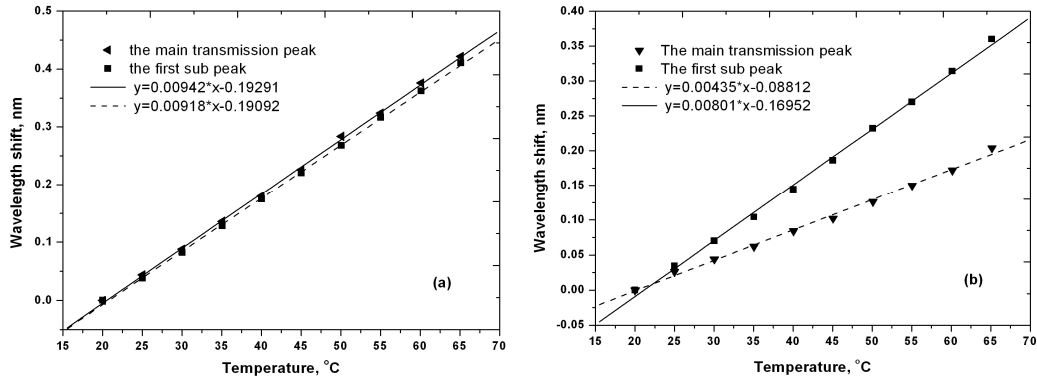 0.5
0.4
0.3
0.2
0.1
0.0
Wavelength shift, nm
the main transmission peak
the first sub peak
y=0.00942*x-0.19291
y=0.00918*x-0.19092
(a)
15 20 25 30 35 40 45 50 55 60 65 70
Temperature, °C
0.40
0.35
0.30
0.25
0.20
0.15
0.10
0.05
0.00
-0.05
Wavelength shift, nm
The main transmission peak
The first sub peak
y=0.00435*x-0.08812
y=0.00801*x-0.16952
(b)
15 20 25 30 35 40 45 50 55 60 65 70
Temperature, °C